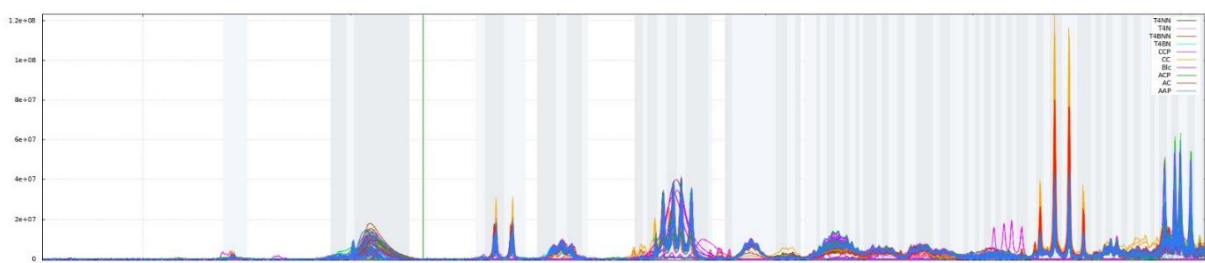 1.2e+08
1e+08
8e+07
6e+07
4e+07
2e+07
0
T4NN
T4N
T4BNN
T4BN
CCP
CC
Blc
ACP
AC
AAP